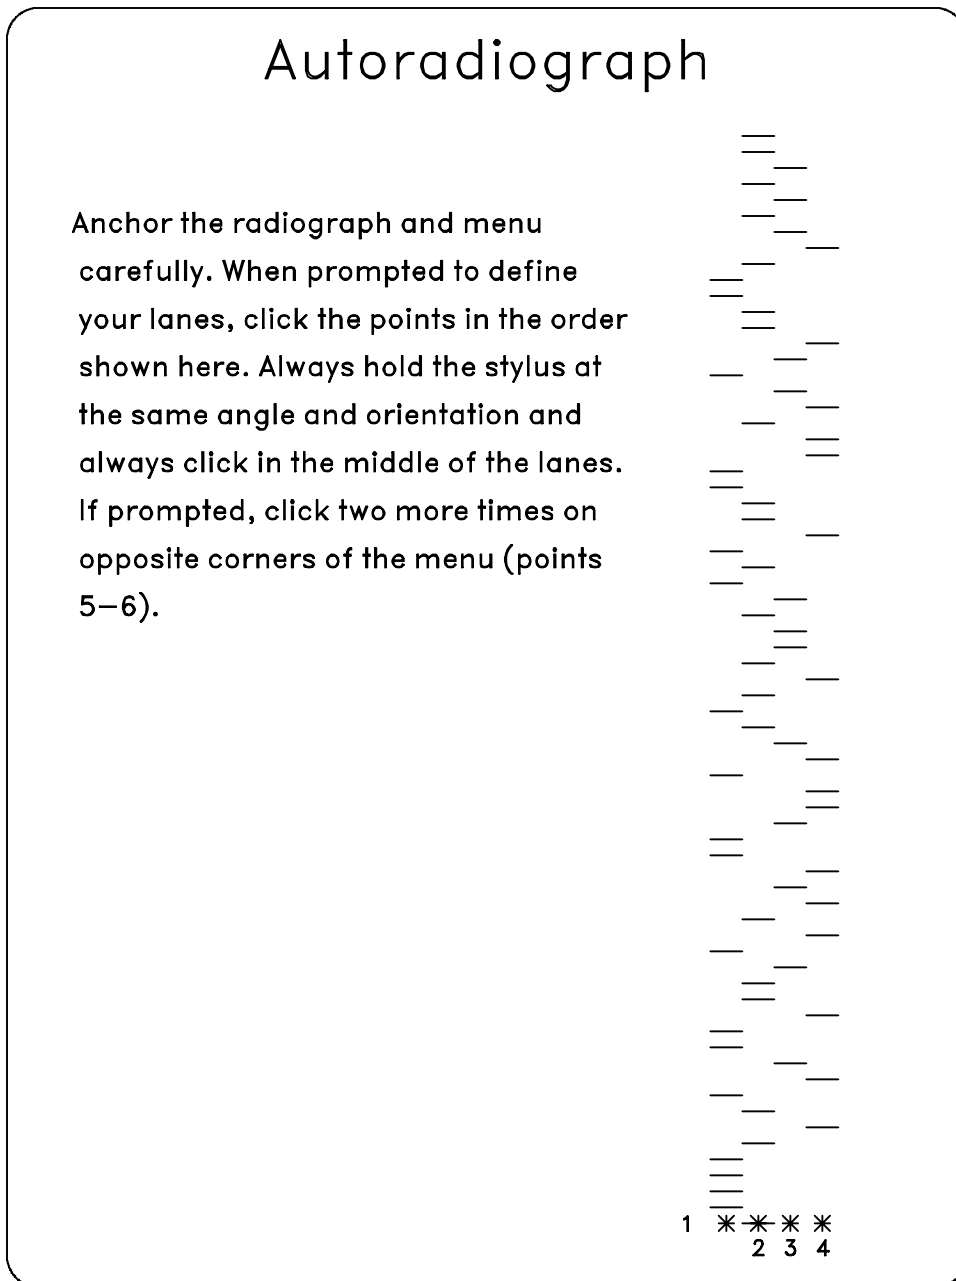 Autoradiograph
Anchor the radiograph and menu
carefully. When prompted to define
your lanes, click the points in the order
shown here. Always hold the stylus at
the same angle and orientation and
always click in the middle of the lanes.
If prompted, click two more times on
opposite corners of the menu (points
5-6).
1 * * * *
2 3 4